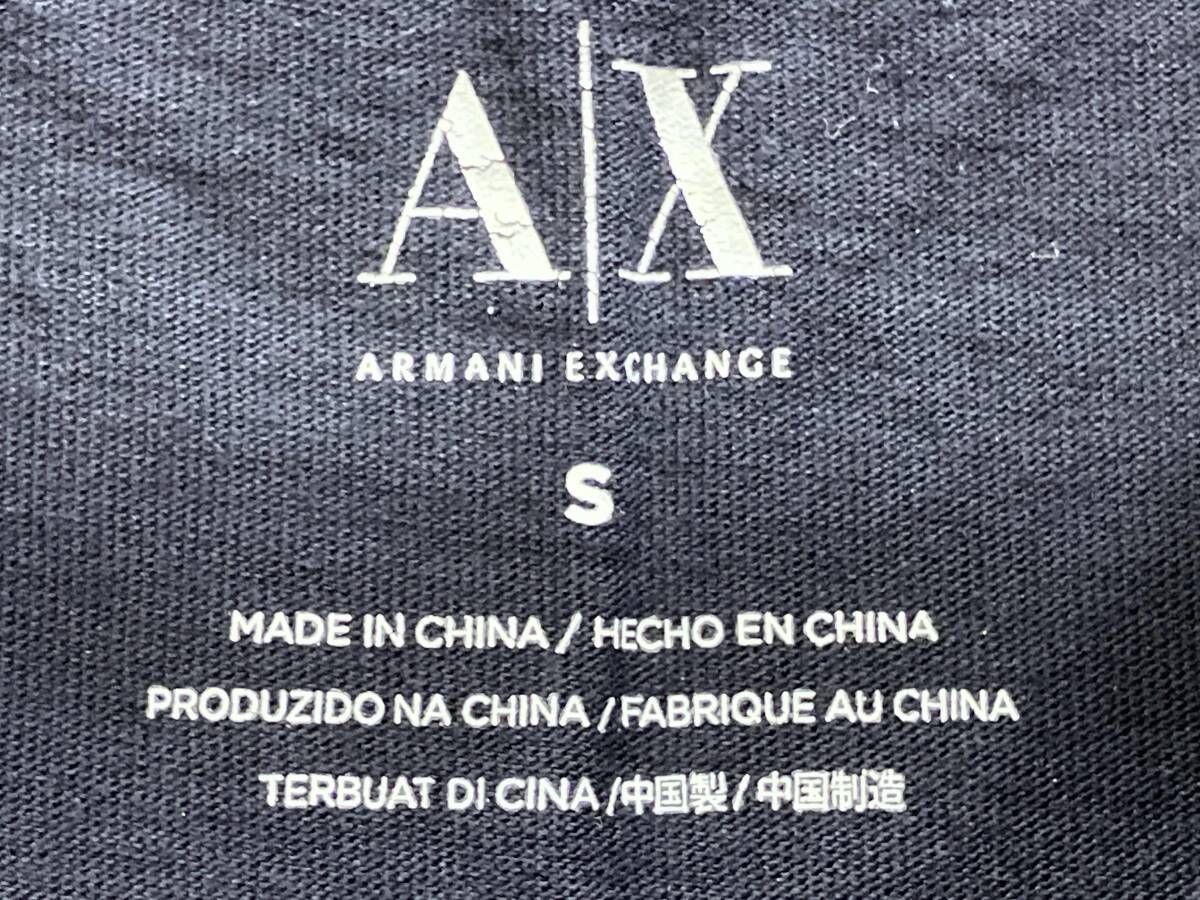 A|X
ARMANI EXCHANGE
S
MADE IN CHINA / HECHO EN CHINA
PRODUZIDO NA CHINA / FABRIQUE AU CHINA
TERBUAT DI CINA /中国製/ 中国制造